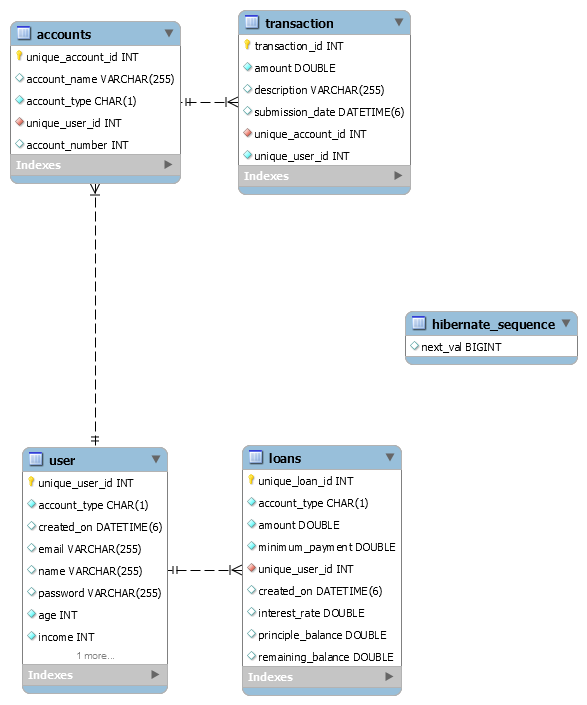 accounts
unique_account_id INT
account_name VARCHAR(255)
account_type CHAR(1)
unique_user_id INT
account_number INT
Indexes
transaction
transaction_id INT
amount DOUBLE
description VARCHAR(255)
submission_date DATETIME(6)
unique_account_id INT
unique_user_id INT
Indexes
hibernate_sequence
next_val BIGINT
user
unique_user_id INT
account_type CHAR(1)
created_on DATETIME(6)
email VARCHAR(255)
name VARCHAR(255)
password VARCHAR(255)
age INT
income INT
1 more...
Indexes
loans
unique_loan_id INT
account_type CHAR(1)
amount DOUBLE
minimum_payment DOUBLE
unique_user_id INT
created_on DATETIME(6)
interest_rate DOUBLE
principle_balance DOUBLE
remaining_balance DOUBLE
Indexes